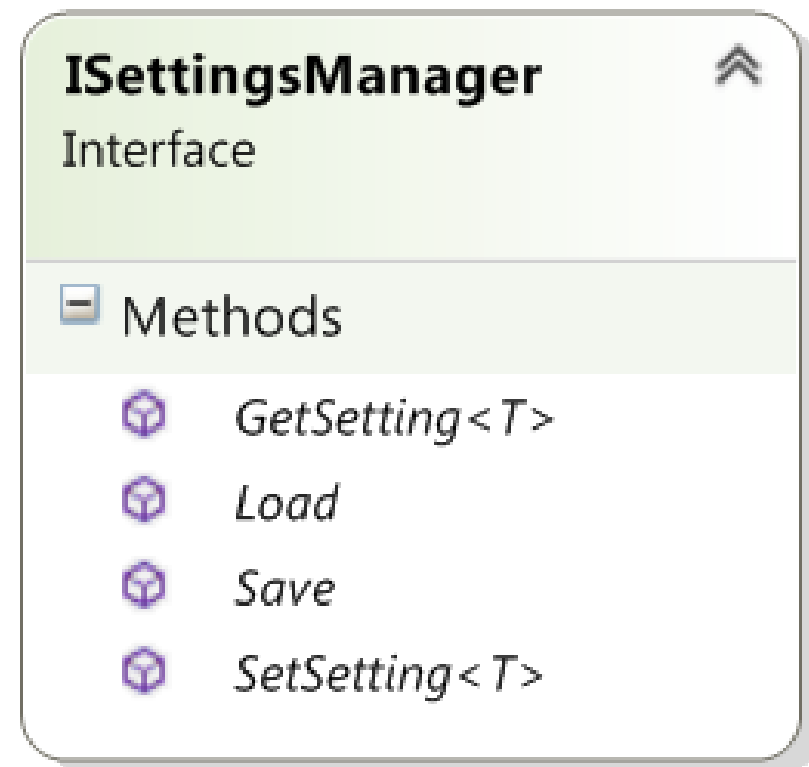 ISettingsManager
Interface
Methods
GetSetting<T>
Load
Save
SetSetting<T>